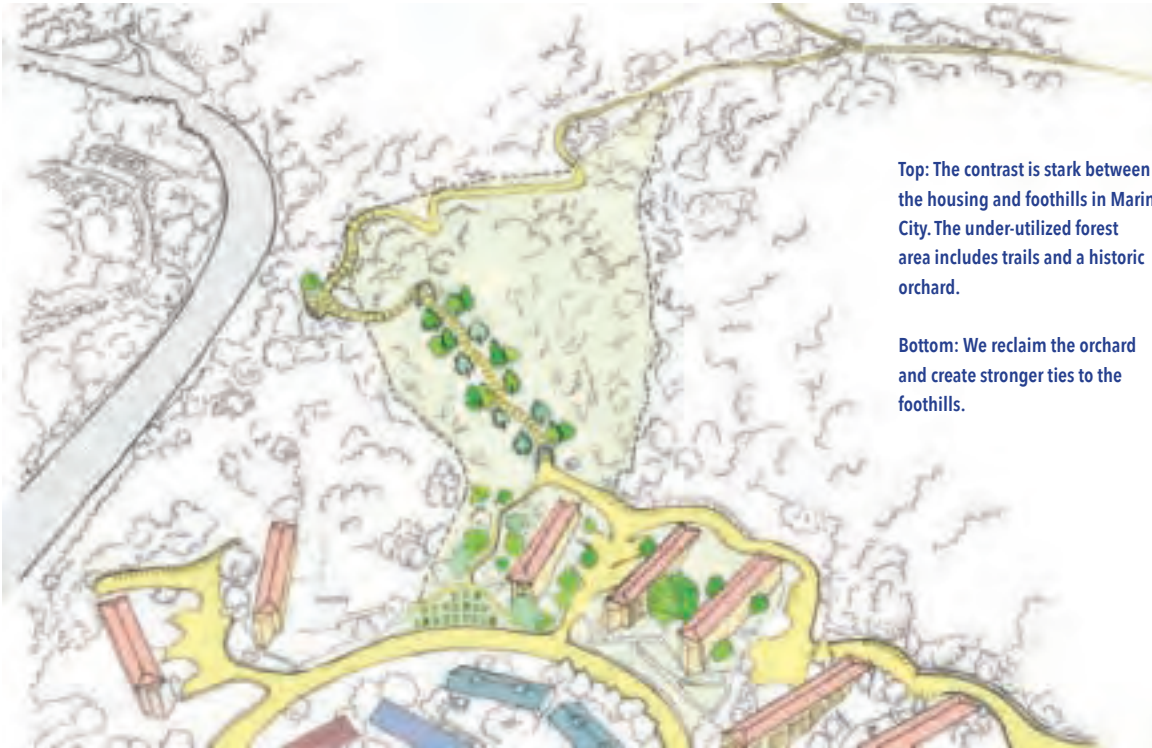 Top: The contrast is stark between
the housing and foothills in Marin
City. The under-utilized forest
area includes trails and a historic
orchard.
Bottom: We reclaim the orchard
and create stronger ties to the
foothills.